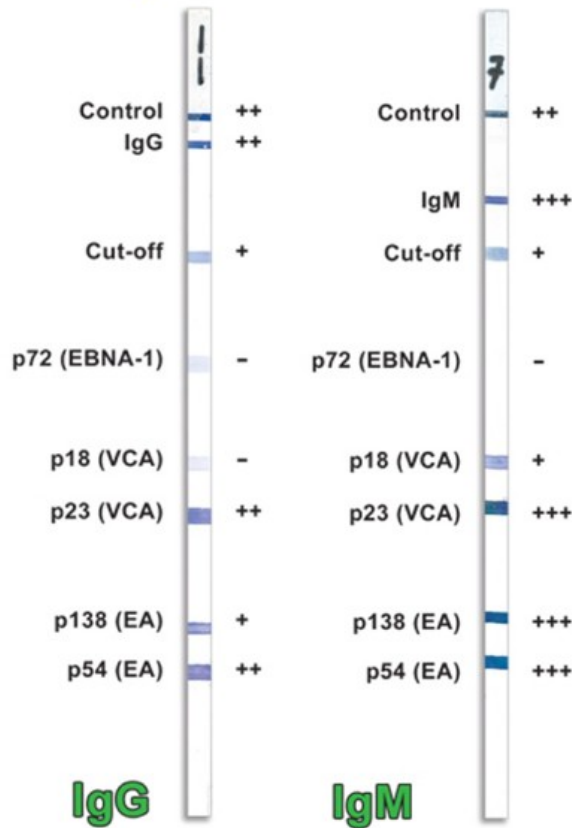 11
Control ++
IgG ++
Cut-off +
p72 (EBNA-1) –
p18 (VCA) –
p23 (VCA) ++
p138 (EA) +
p54 (EA) ++
IgG
7
Control ++
IgM +++
Cut-off +
p72 (EBNA-1) –
p18 (VCA) +
p23 (VCA) +++
p138 (EA) +++
p54 (EA) +++
IgM